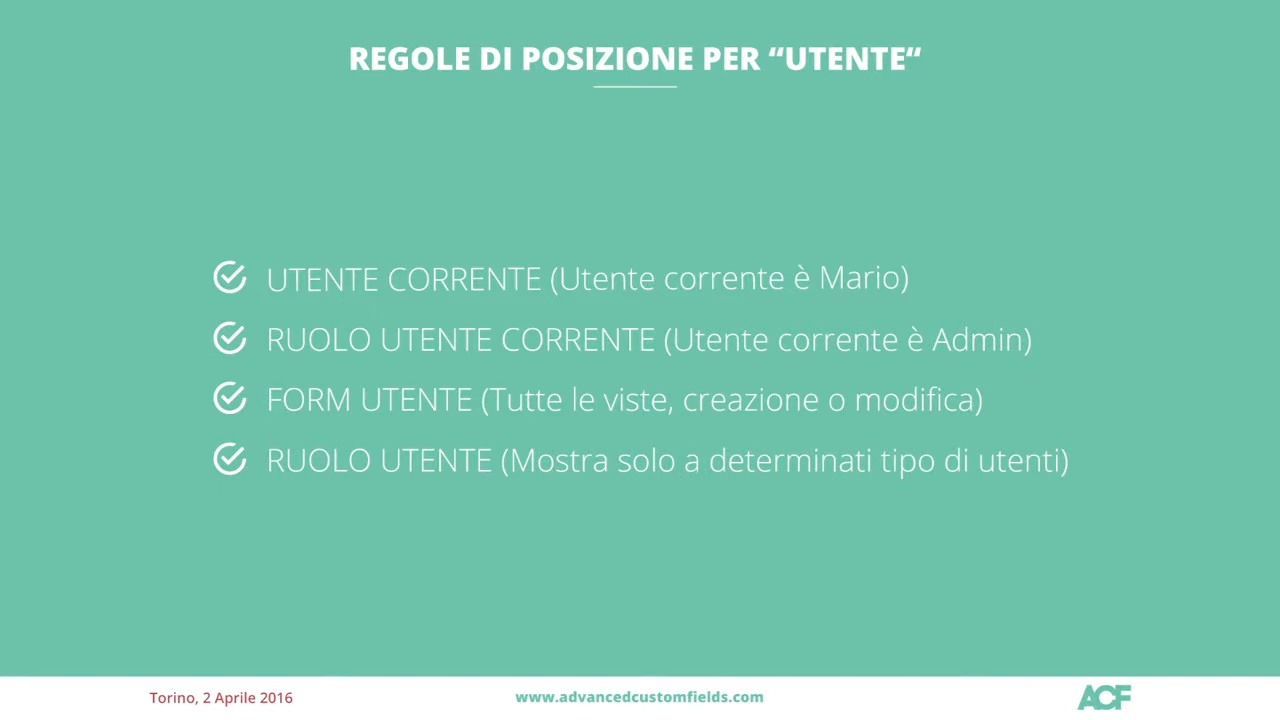 REGOLE DI POSIZIONE PER “UTENTE“
UTENTE CORRENTE (Utente corrente è Mario)
RUOLO UTENTE CORRENTE (Utente corrente è Admin)
FORM UTENTE (Tutte le viste, creazione o modifica)
RUOLO UTENTE (Mostra solo a determinati tipo di utenti)
Torino, 2 Aprile 2016
www.advancedcustomfields.com
ACF